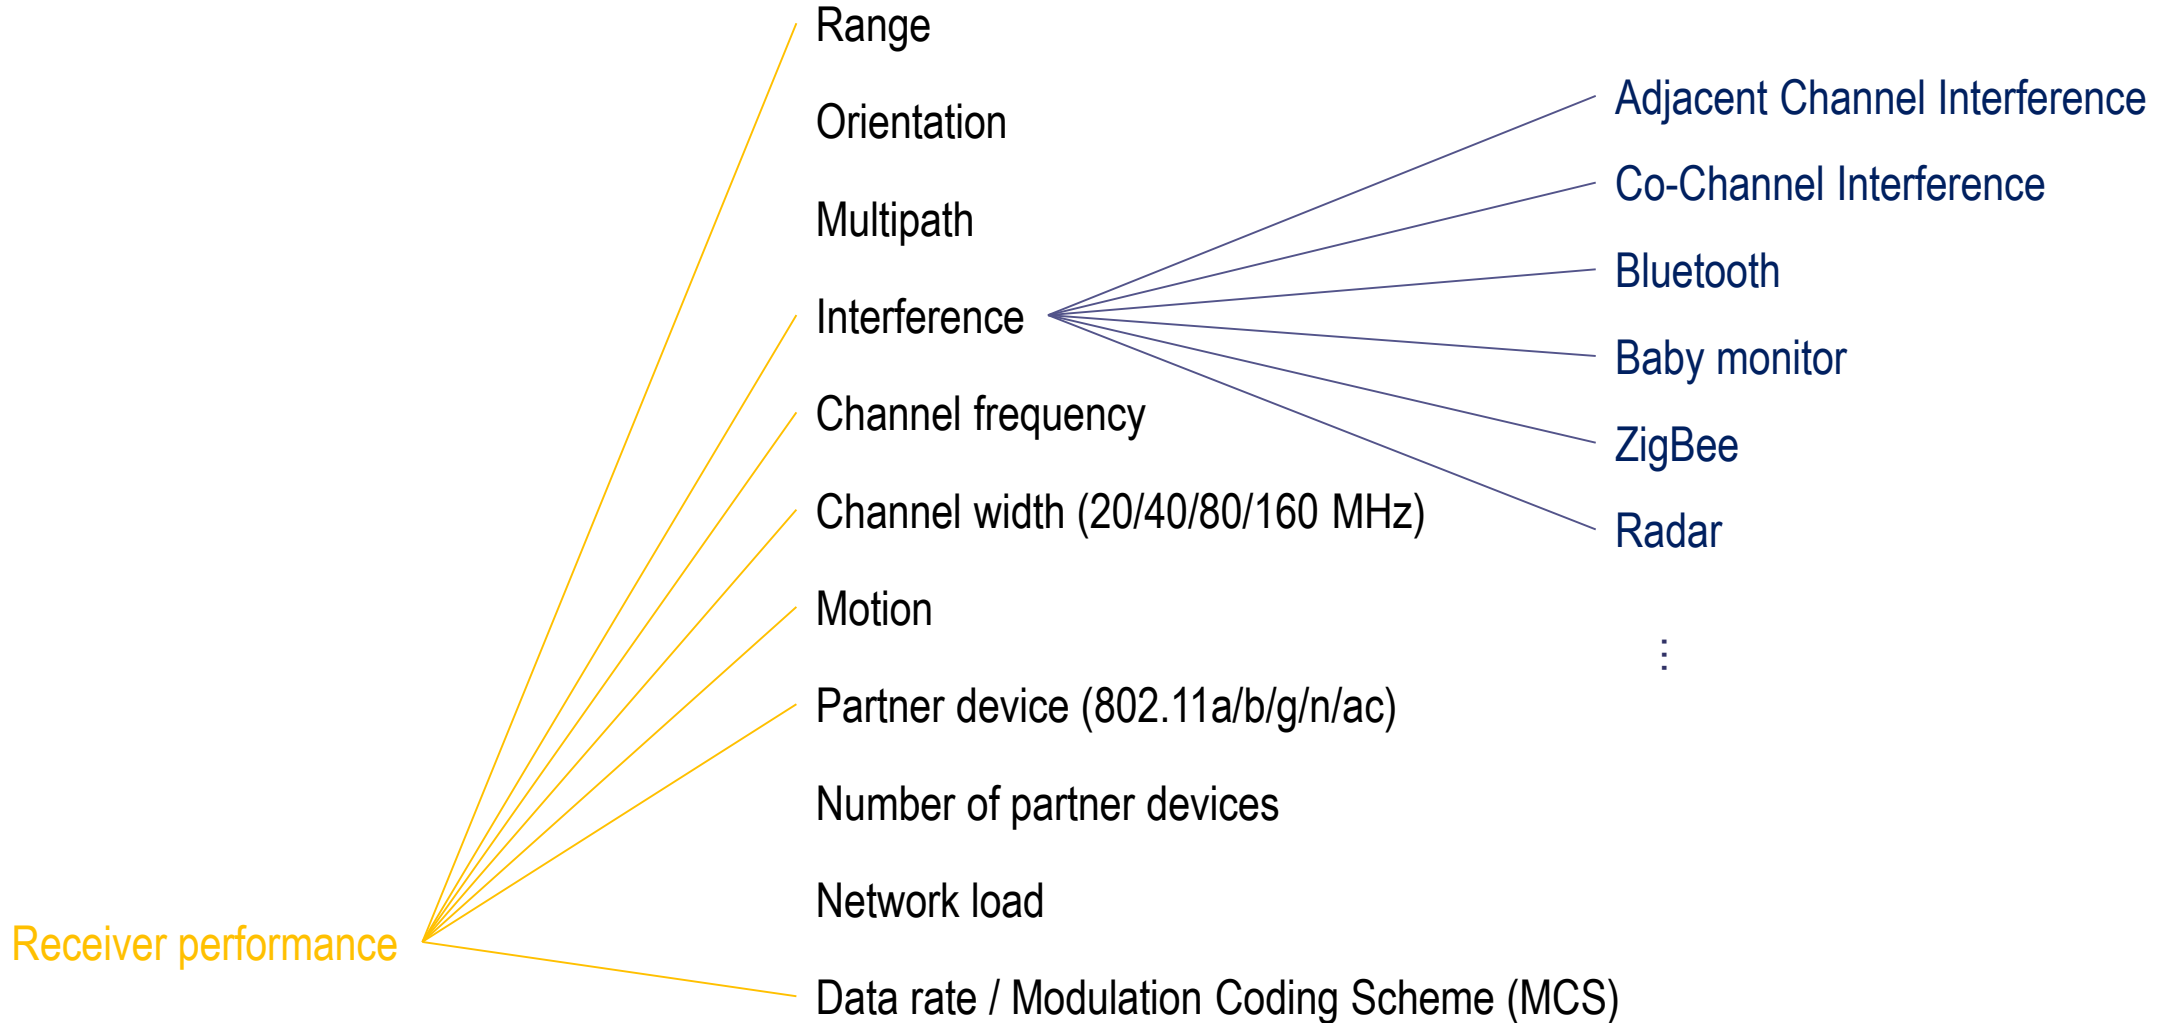 Range
Orientation
Multipath
Interference
Channel frequency
Channel width (20/40/80/160 MHz)
Motion
Partner device (802.11a/b/g/n/ac)
Number of partner devices
Network load
Data rate / Modulation Coding Scheme (MCS)
Receiver performance
Adjacent Channel Interference
Co-Channel Interference
Bluetooth
Baby monitor
ZigBee
Radar
...